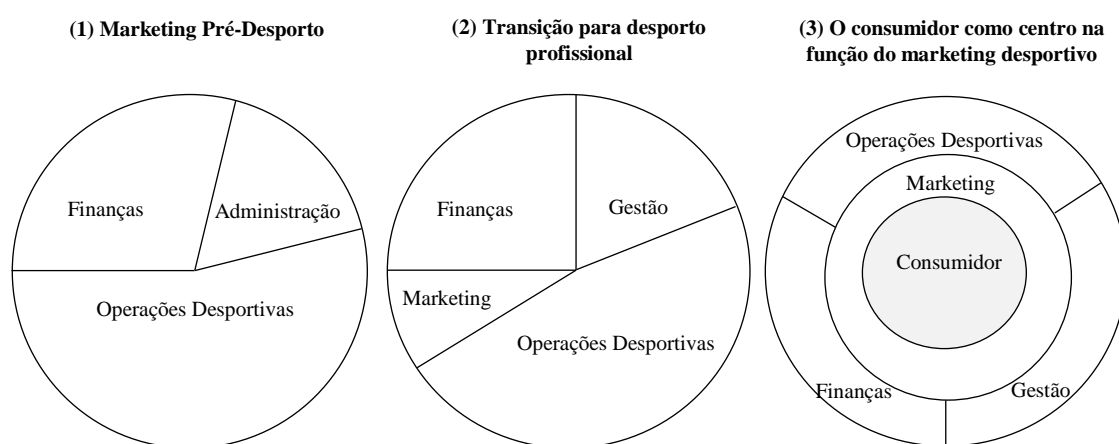 (1) Marketing Pré-Desporto
Finanças
Administração
Operações Desportivas
(2) Transição para desporto
profissional
Finanças
Gestão
Marketing
Operações Desportivas
(3) O consumidor como centro na
função do marketing desportivo
Operações Desportivas
Marketing
Consumidor
Finanças
Gestão